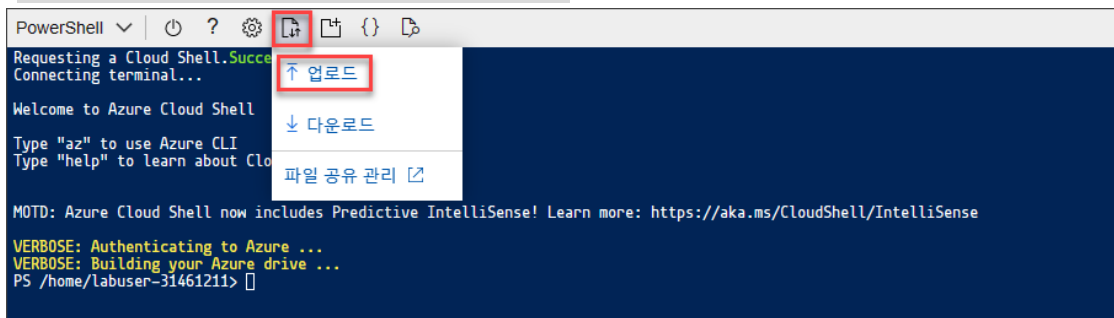 PowerShell
?
{}
Requesting a Cloud Shell.Succe
Connecting terminal...
업로드
Welcome to Azure Cloud Shell
다운로드
Type "az" to use Azure CLI
Type "help" to learn about Clo
파일 공유 관리
MOTD: Azure Cloud Shell now includes Predictive IntelliSense! Learn more: https://aka.ms/CloudShell/IntelliSense
VERBOSE: Authenticating to Azure ...
VERBOSE: Building your Azure drive ...
PS /home/labuser-31461211>